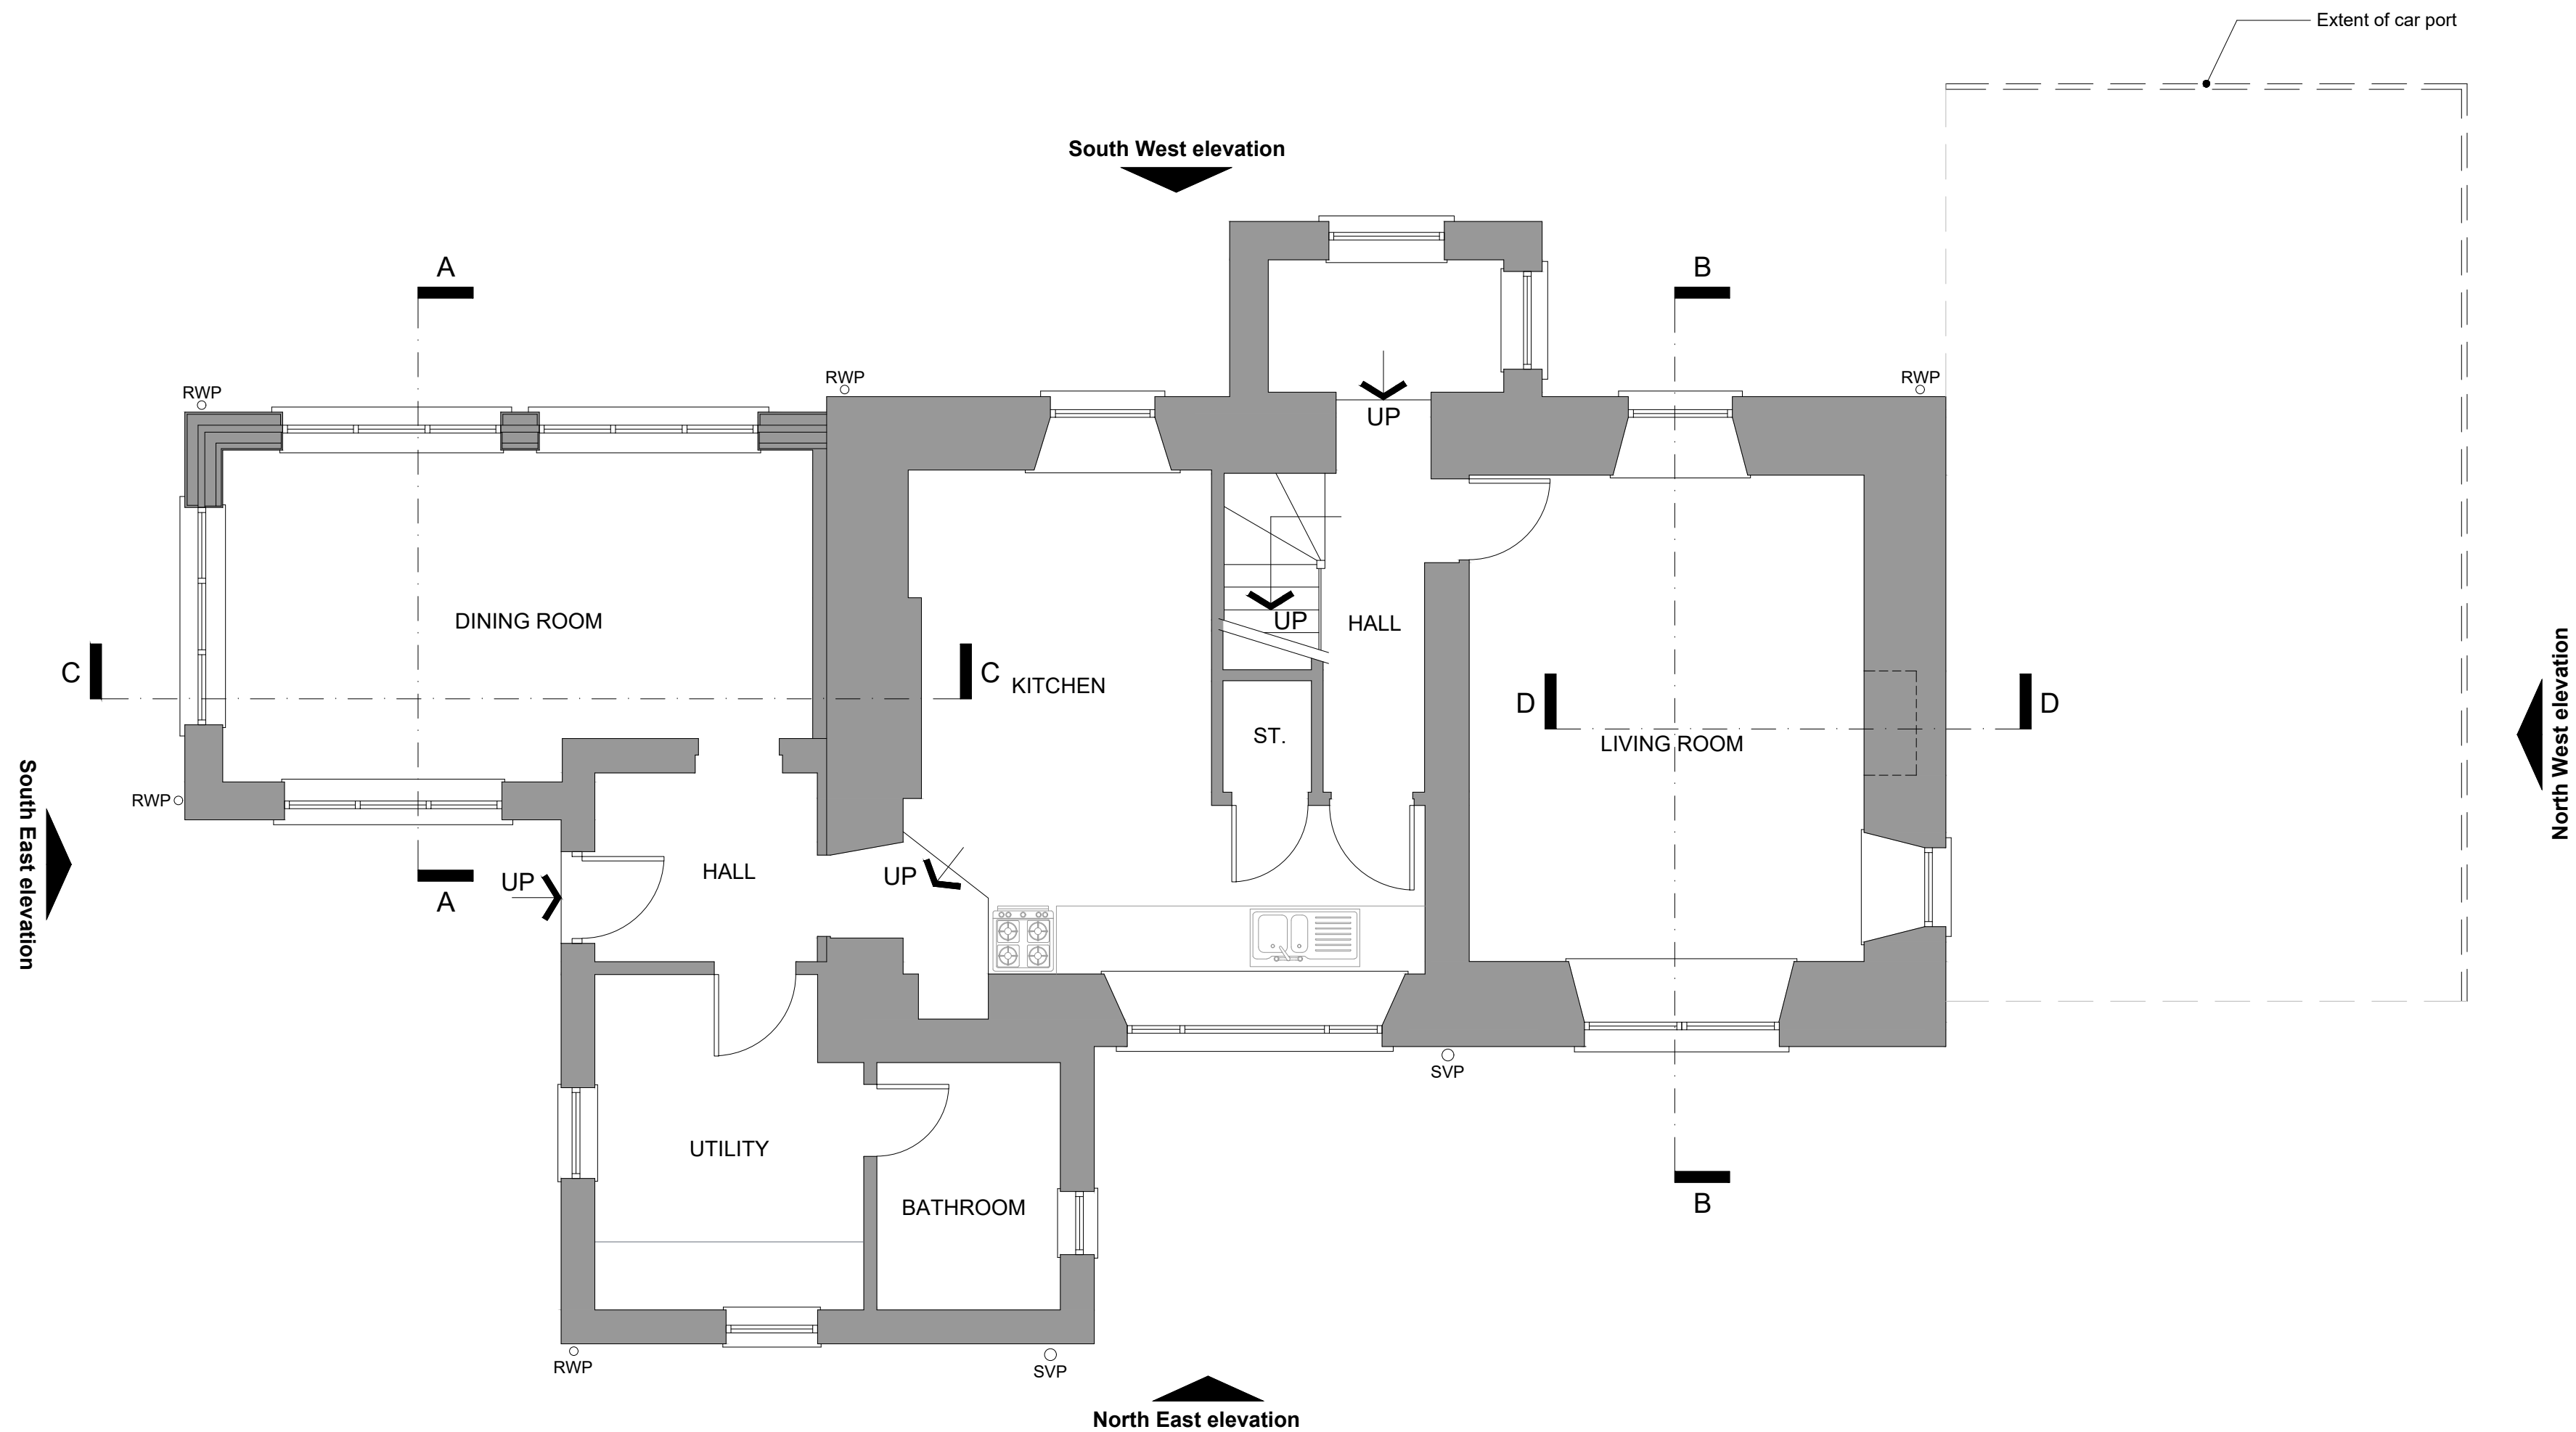 Extent of car port
South West elevation
A
B
RWP
RWP
RWP
UP
DINING ROOM
UP
HALL
C
C
KITCHEN
D
D
ST.
LIVING ROOM
North West elevation
South East elevation
RWP
HALL
UP
UP
A
SVP
UTILITY
BATHROOM
B
RWP
SVP
North East elevation